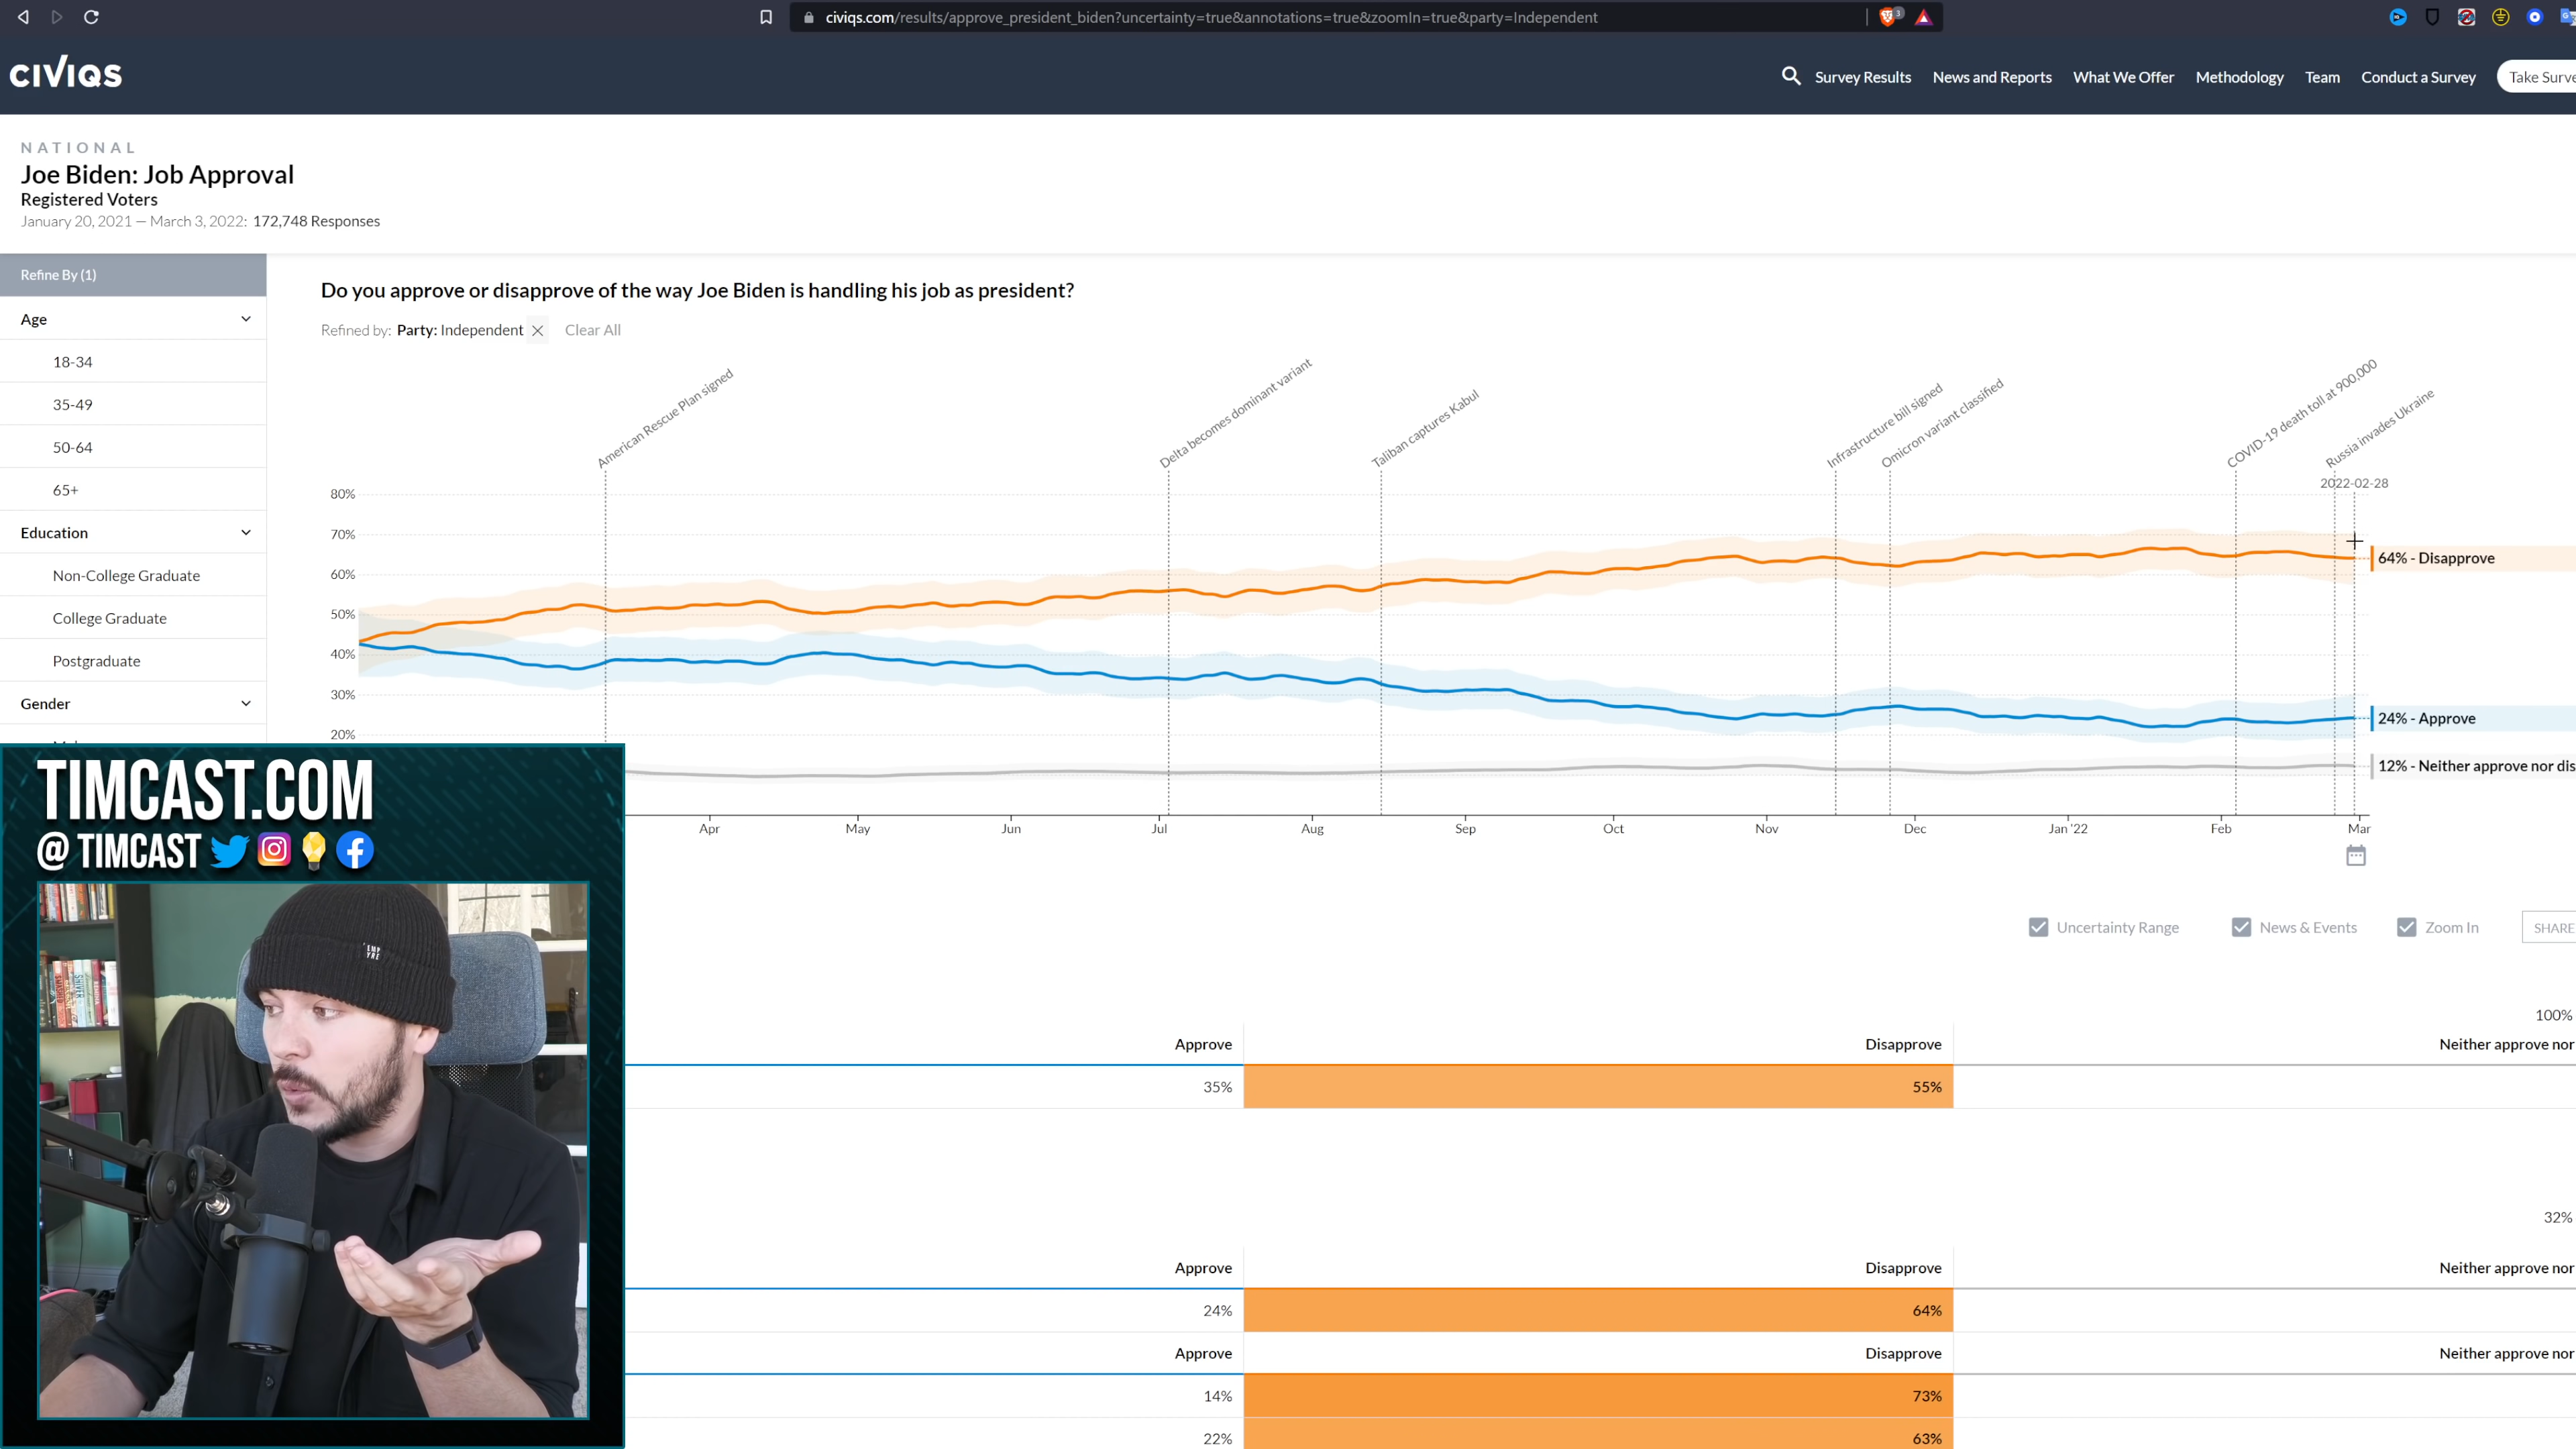 civiqs.com/results/approve_president_biden?uncertainty=true&annotations=true&zoomIn=true&party=Independent
3
CIVIQS
Survey Results
News and Reports
What We Offer
Methodology
Team
Conduct a Survey
Take Surve
NATIONAL
Joe Biden: Job Approval
Registered Voters
January 20, 2021 — March 3, 2022: 172,748 Responses
Refine By (1)
Age
18-34
35-49
50-64
65+
Education
Non-College Graduate
College Graduate
Postgraduate
Gender
Do you approve or disapprove of the way Joe Biden is handling his job as president?
Refined by: Party: Independent
Clear All
American Rescue Plan signed
Delta becomes dominant variant
Taliban captures Kabul
Infrastructure bill signed
Omicron variant classified
COVID-19 death toll at 900,000
Russia invades Ukraine
2022-02-28
80%
70%
60%
50%
40%
30%
20%
64% - Disapprove
24% - Approve
12% - Neither approve nor dis
Apr
May
Jun
Jul
Aug
Sep
Oct
Nov
Dec
Jan '22
Feb
Mar
Uncertainty Range
News & Events
Zoom In
SHARE
100%
Approve
Disapprove
Neither approve nor
35%
55%
32%
Approve
Disapprove
Neither approve nor
24%
64%
Approve
Disapprove
Neither approve nor
14%
73%
22%
63%
TIMCAST.COM
@ TIMCAST
EMP
YRE